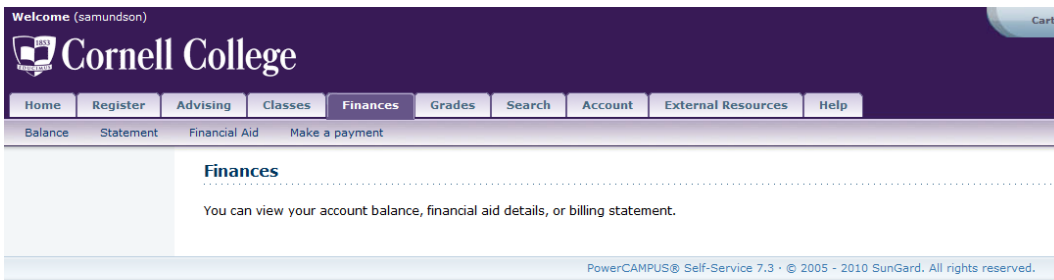 Welcome (samundson)
Cart
1853
Cornell College
Home Register Advising Classes Finances Grades Search Account External Resources Help
Balance Statement Financial Aid Make a payment
Finances
You can view your account balance, financial aid details, or billing statement.
PowerCAMPUS® Self-Service 7.3 · © 2005 - 2010 SunGard. All rights reserved.